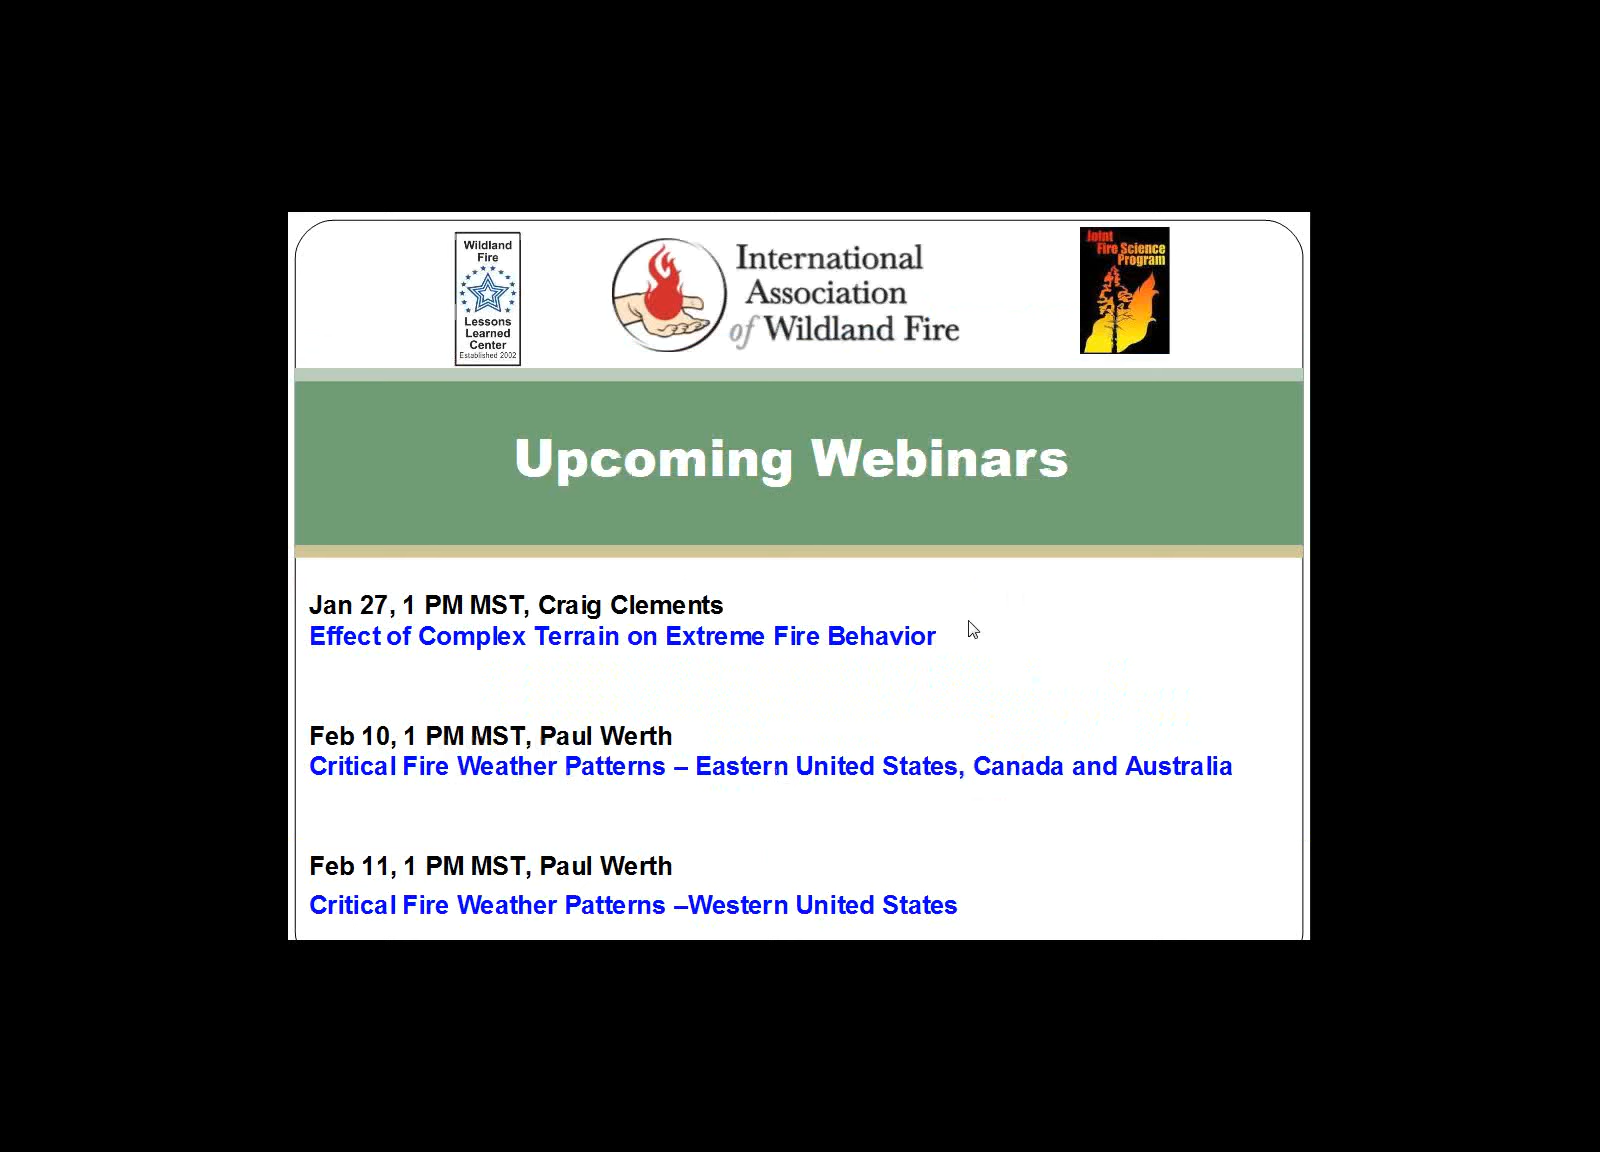 Wildland
Fire
Lessons
Learned
Center
Established 2002
International
Association
of Wildland Fire
Joint
Fire Science
Program
Upcoming Webinars
Jan 27, 1 PM MST, Craig Clements
Effect of Complex Terrain on Extreme Fire Behavior
Feb 10, 1 PM MST, Paul Werth
Critical Fire Weather Patterns – Eastern United States, Canada and Australia
Feb 11, 1 PM MST, Paul Werth
Critical Fire Weather Patterns –Western United States